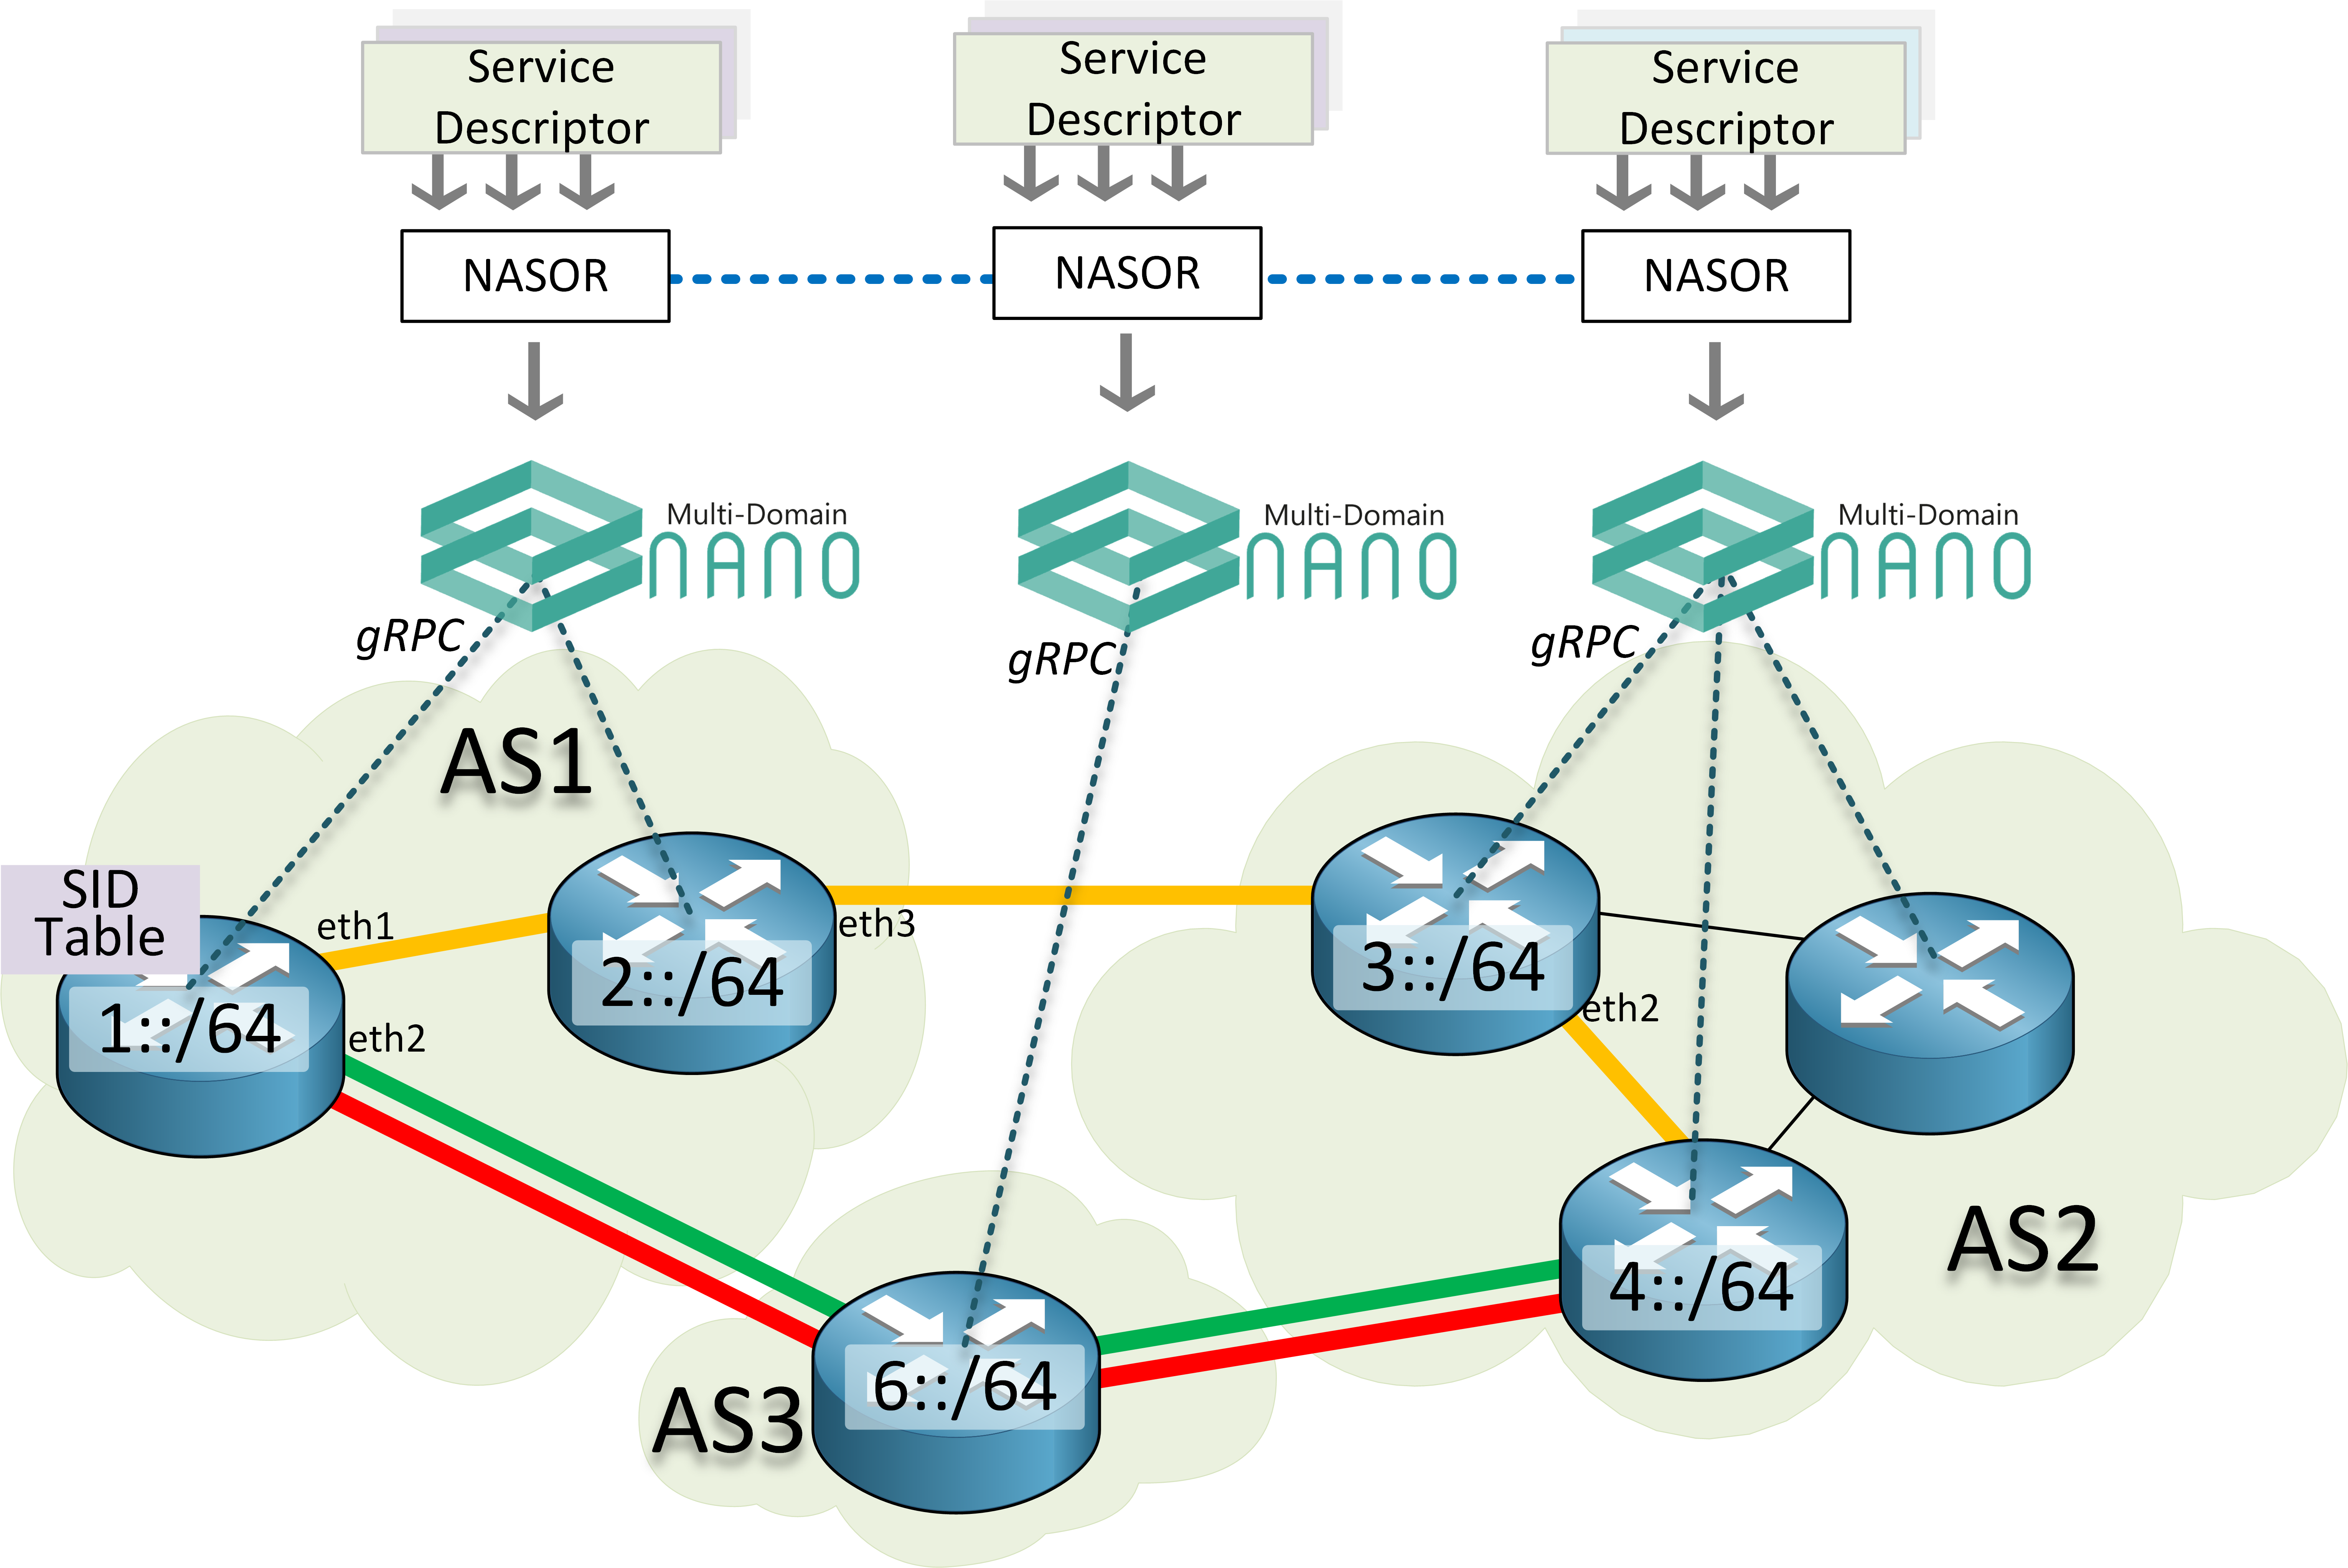 Service
Descriptor
Service
Descriptor
Service
Descriptor
NASOR
NASOR
NASOR
Multi-Domain
NANO
Multi-Domain
NANO
Multi-Domain
NANO
gRPC
gRPC
gRPC
AS1
SID
Table
eth1
eth3
2::/64
3::/64
eth2
1::/64
eth2
AS2
4::/64
6::/64
AS3